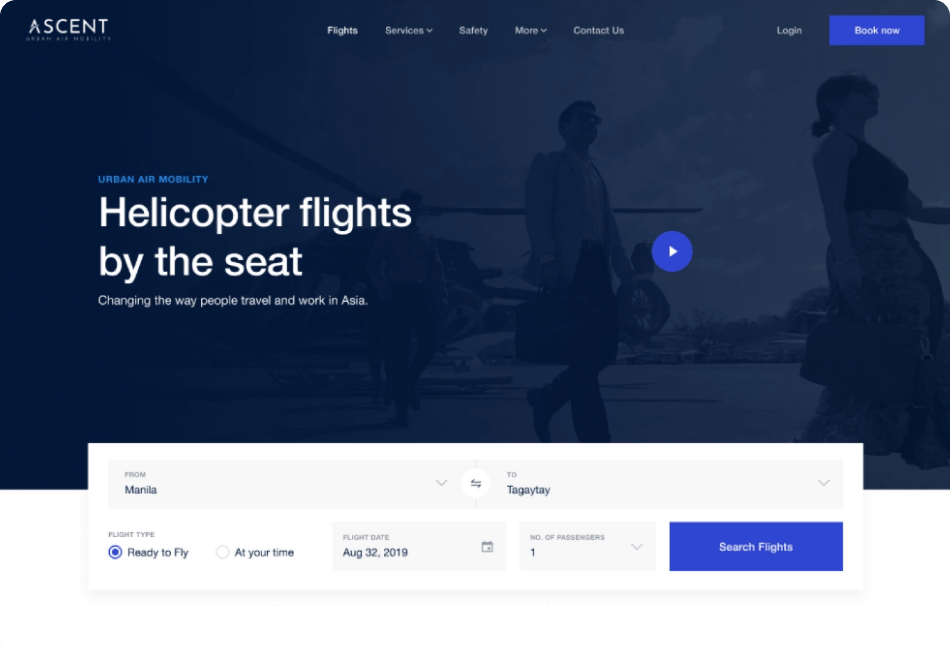 ASCENT
URBAN AIR MOBILITY
Flights
Services
Safety
More
Contact Us
Login
Book now
URBAN AIR MOBILITY
Helicopter flights
by the seat
Changing the way people travel and work in Asia.
FROM
Manila
TO
Tagaytay
FLIGHT TYPE
Ready to Fly
At your time
FLIGHT DATE
Aug 32, 2019
NO. OF PASSENGERS
1
Search Flights